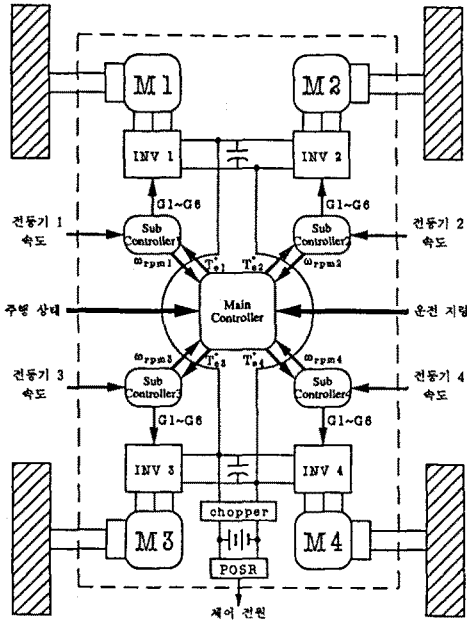 M1
M2
INV 1
INV 2
G1~G6
G1~G6
전동기 1
속도
Sub
Controller1
Sub
Controller2
전동기 2
속도
ωrpm1
T*e1
T*e2
ωrpm2
주행 상태
Main
Controller
운전 지령
ωrpm3
T*e3
T*e4
ωrpm4
전동기 3
속도
Sub
Controller3
Sub
Controller4
전동기 4
속도
G1~G6
G1~G6
INV 3
INV 4
chopper
M3
M4
POSR
제어 전원